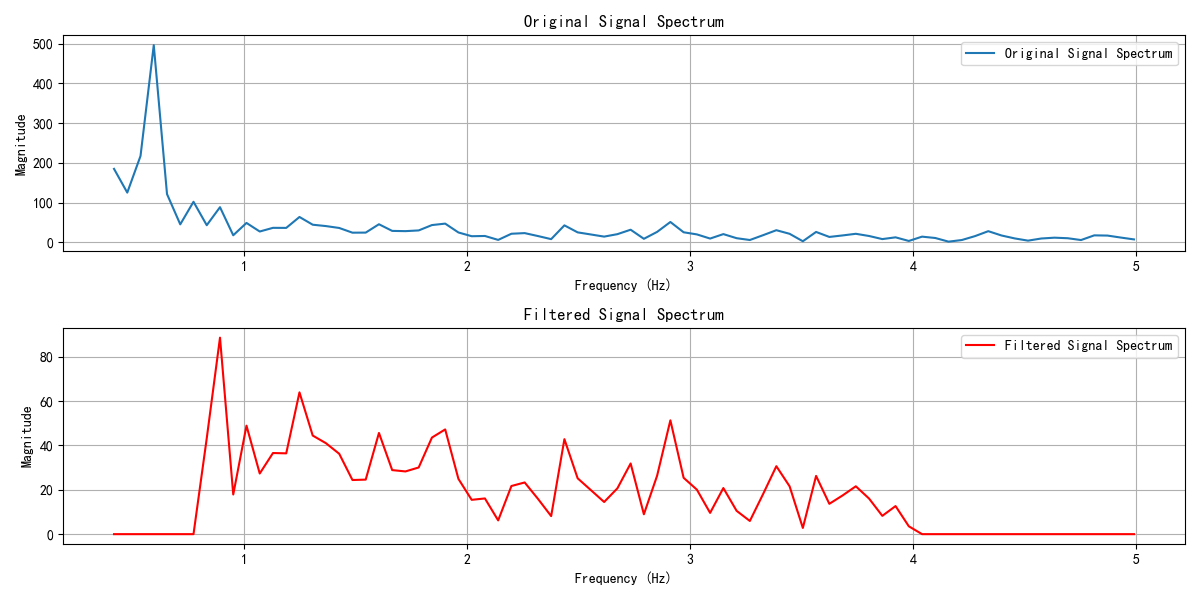 Original Signal Spectrum
500
400
300
200
100
0
Magnitude
Original Signal Spectrum
1 2 3 4 5
Frequency (Hz)
Filtered Signal Spectrum
80
60
40
20
0
Magnitude
Filtered Signal Spectrum
1 2 3 4 5
Frequency (Hz)